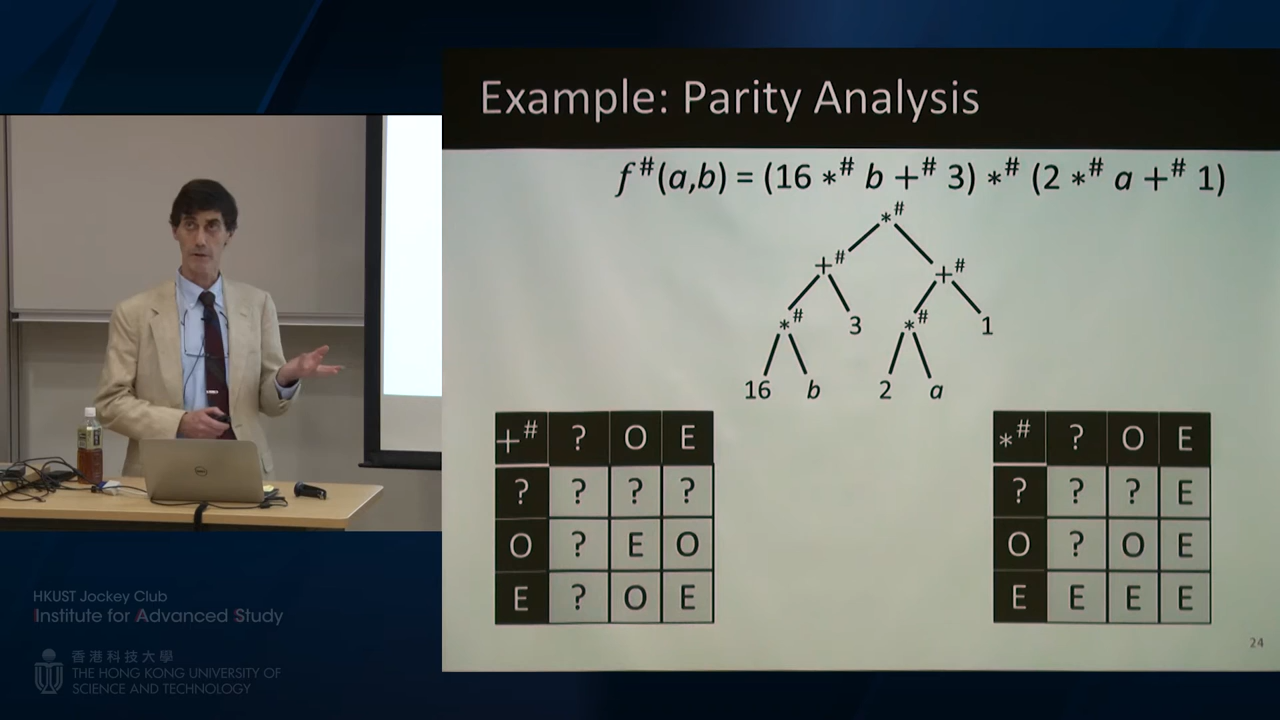 Example: Parity Analysis
f#(a,b) = (16 *# b +# 3) *# (2 *# a +# 1)
*#
+# +#
*# 3 *# 1
16 b 2 a
+# ? O E
? ? ? ?
O ? E O
E ? O E
*# ? O E
? ? ? E
O ? O E
E E E E
24
HKUST Jockey Club
Institute for Advanced Study
香港科技大學
THE HONG KONG UNIVERSITY OF
SCIENCE AND TECHNOLOGY